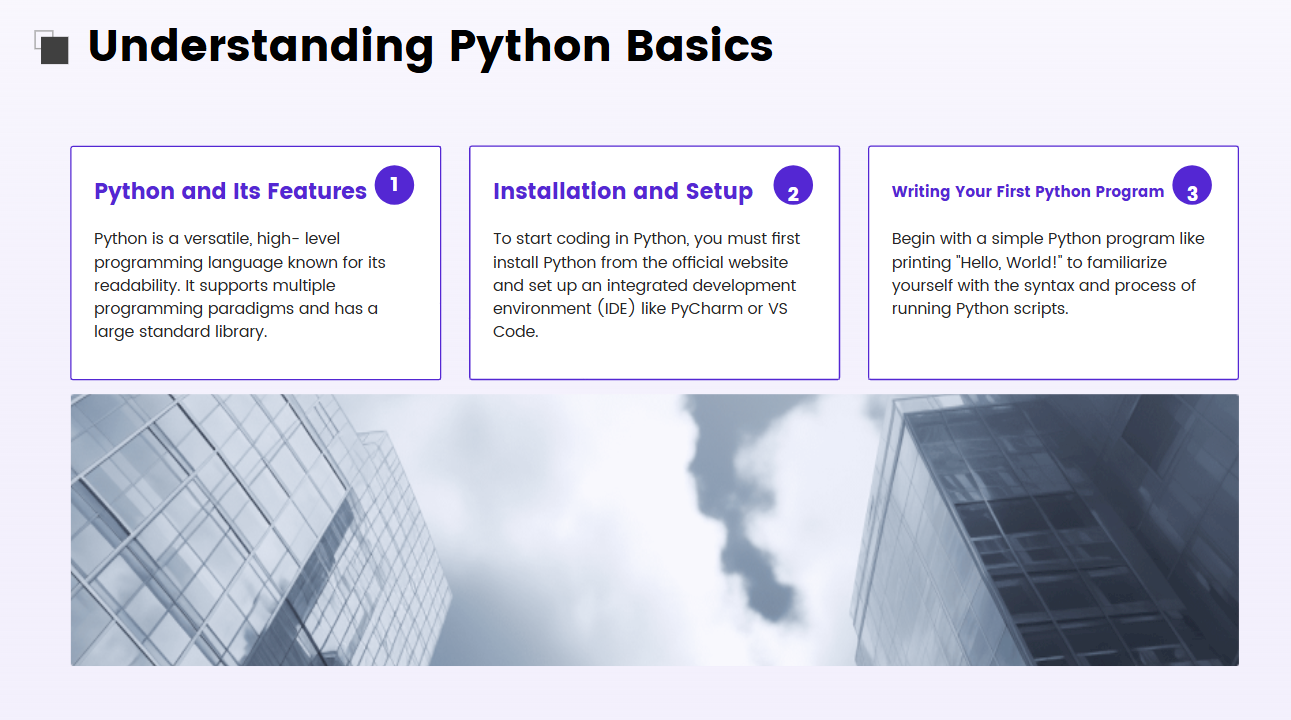 Understanding Python Basics
Python and Its Features
1
Python is a versatile, high- level
programming language known for its
readability. It supports multiple
programming paradigms and has a
large standard library.
Installation and Setup
2
To start coding in Python, you must first
install Python from the official website
and set up an integrated development
environment (IDE) like PyCharm or VS
Code.
Writing Your First Python Program
3
Begin with a simple Python program like
printing "Hello, World!" to familiarize
yourself with the syntax and process of
running Python scripts.